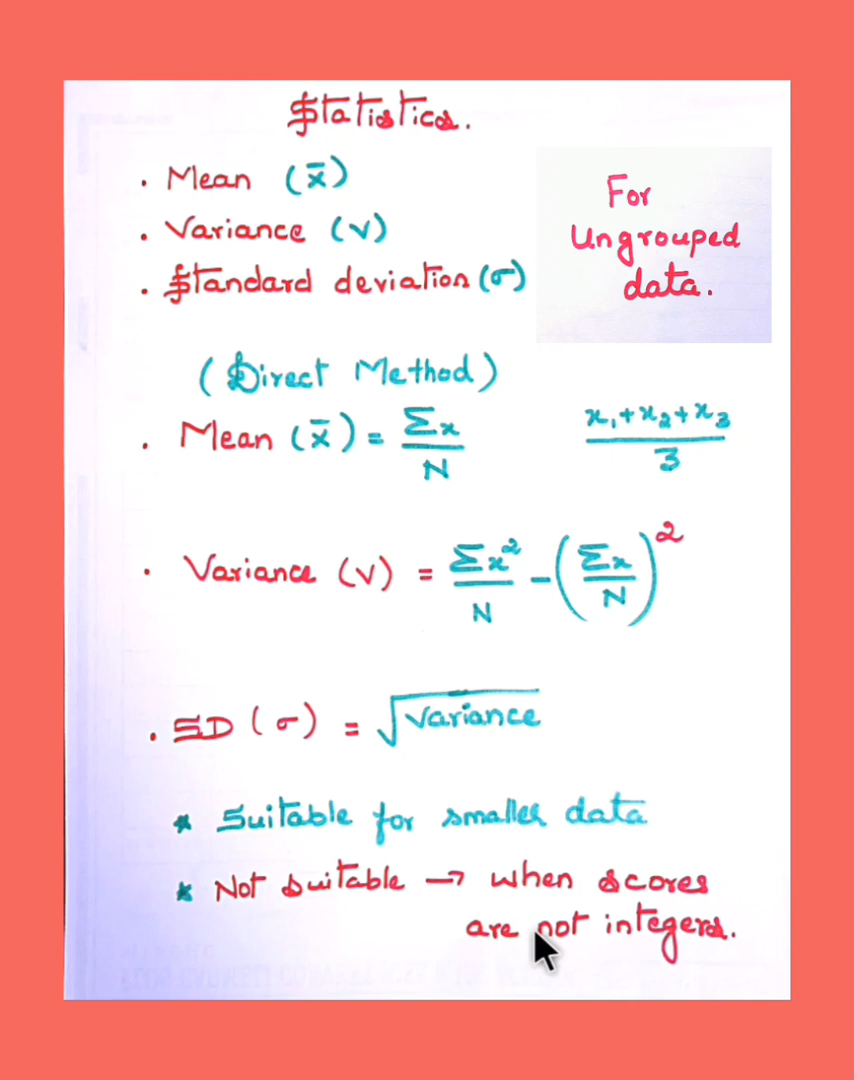 Statistics.
. Mean (x̄)
. Variance (V)
. Standard deviation (σ)
For
Ungrouped
data.
(Direct Method)
. Mean (x̄) = Σx/N
x₁+x₂+x₃/3
. Variance (V) = Σx²/N - (Σx/N)²
. SD (σ) = √Variance
* Suitable for smaller data
* Not suitable → when scores
are not integers.